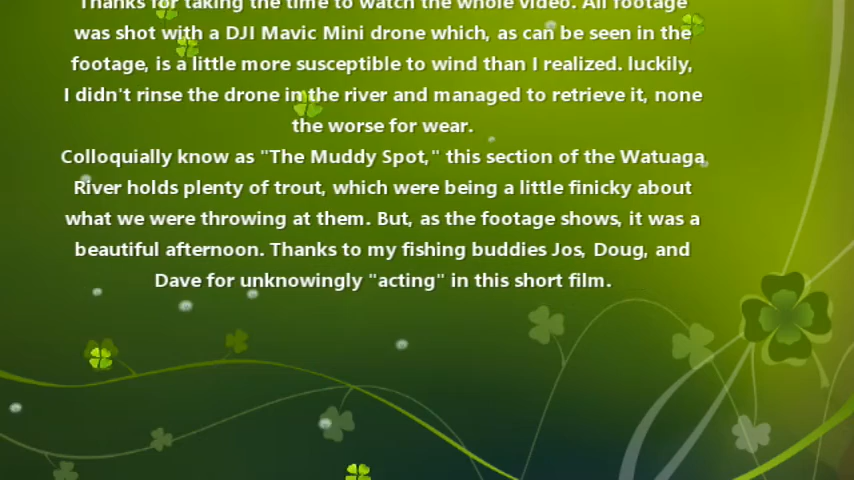 Thanks for taking the time to watch the whole video. All footage
was shot with a DJI Mavic Mini drone which, as can be seen in the
footage, is a little more susceptible to wind than I realized. luckily,
I didn't rinse the drone in the river and managed to retrieve it, none
the worse for wear.
Colloquially know as "The Muddy Spot," this section of the Watuaga
River holds plenty of trout, which were being a little finicky about
what we were throwing at them. But, as the footage shows, it was a
beautiful afternoon. Thanks to my fishing buddies Jos, Doug, and
Dave for unknowingly "acting" in this short film.